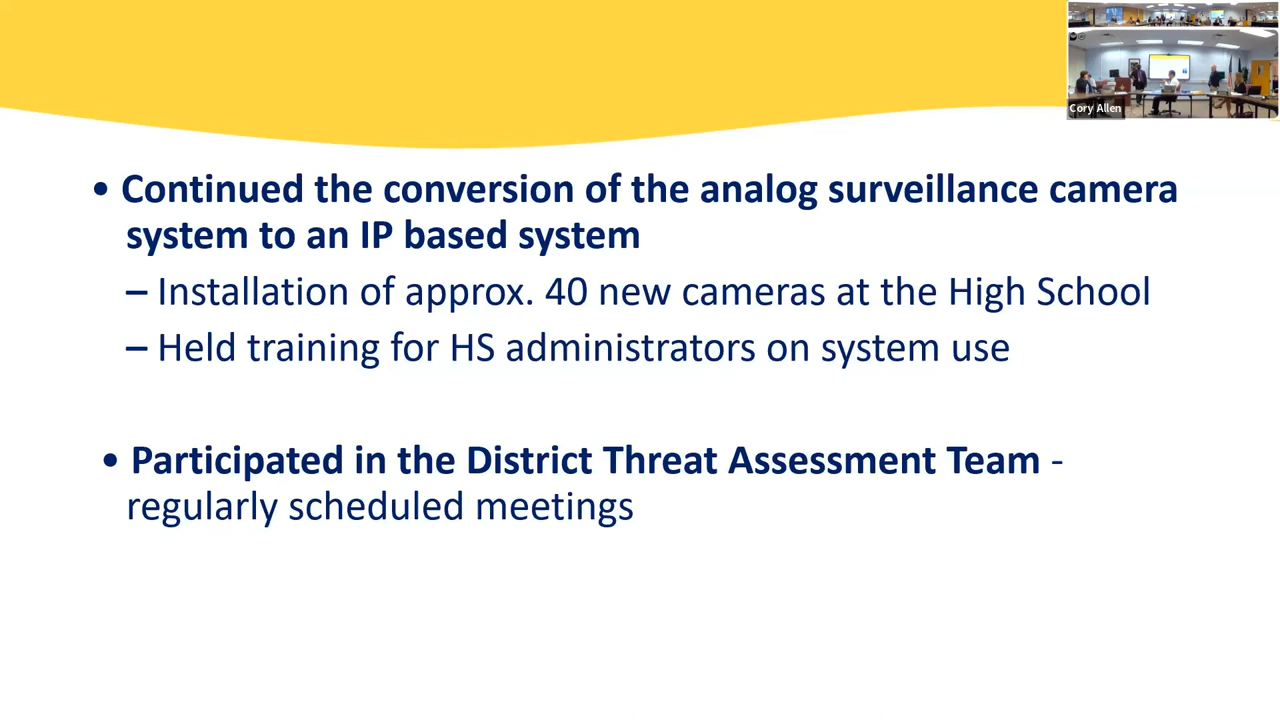 Cory Allen
• Continued the conversion of the analog surveillance camera
system to an IP based system
– Installation of approx. 40 new cameras at the High School
– Held training for HS administrators on system use
• Participated in the District Threat Assessment Team -
regularly scheduled meetings